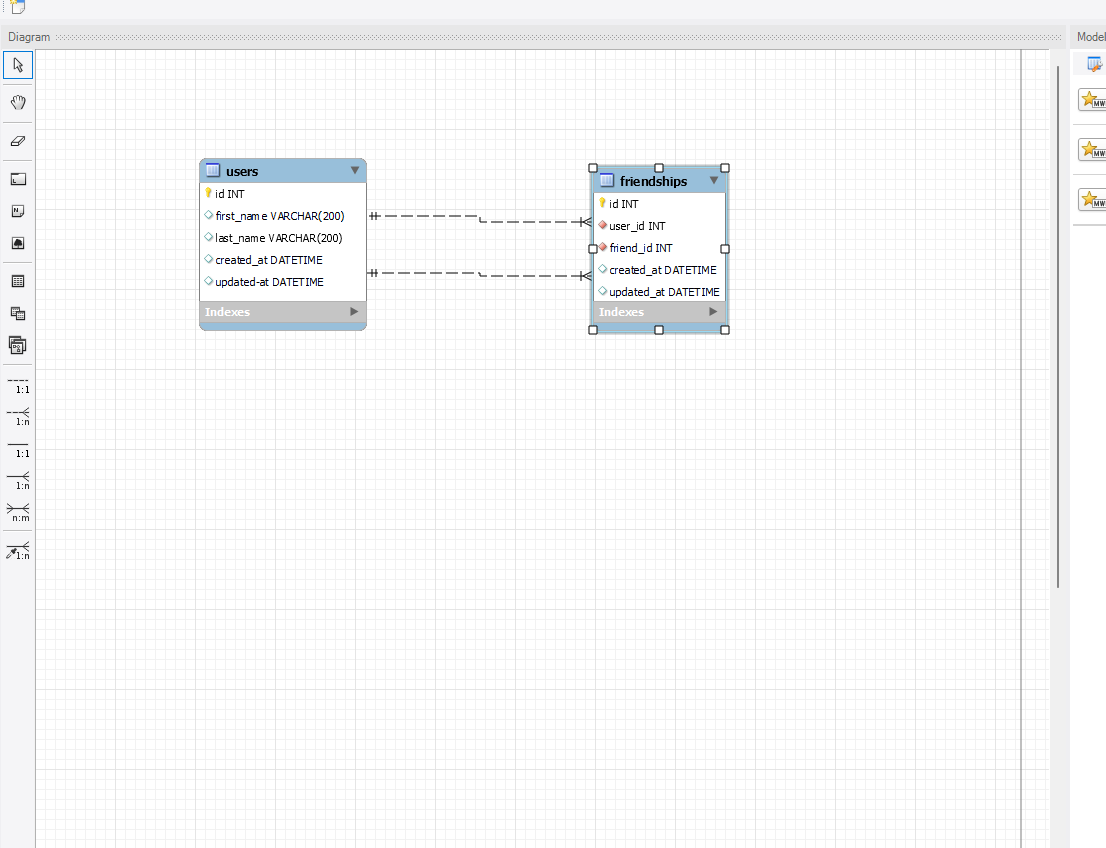 Diagram
Model
users
id INT
first_name VARCHAR(200)
last_name VARCHAR(200)
created_at DATETIME
updated-at DATETIME
Indexes
friendships
id INT
user_id INT
friend_id INT
created_at DATETIME
updated_at DATETIME
Indexes
1:1
1:n
1:1
1:n
n:m
1:n
MW
MW
MW